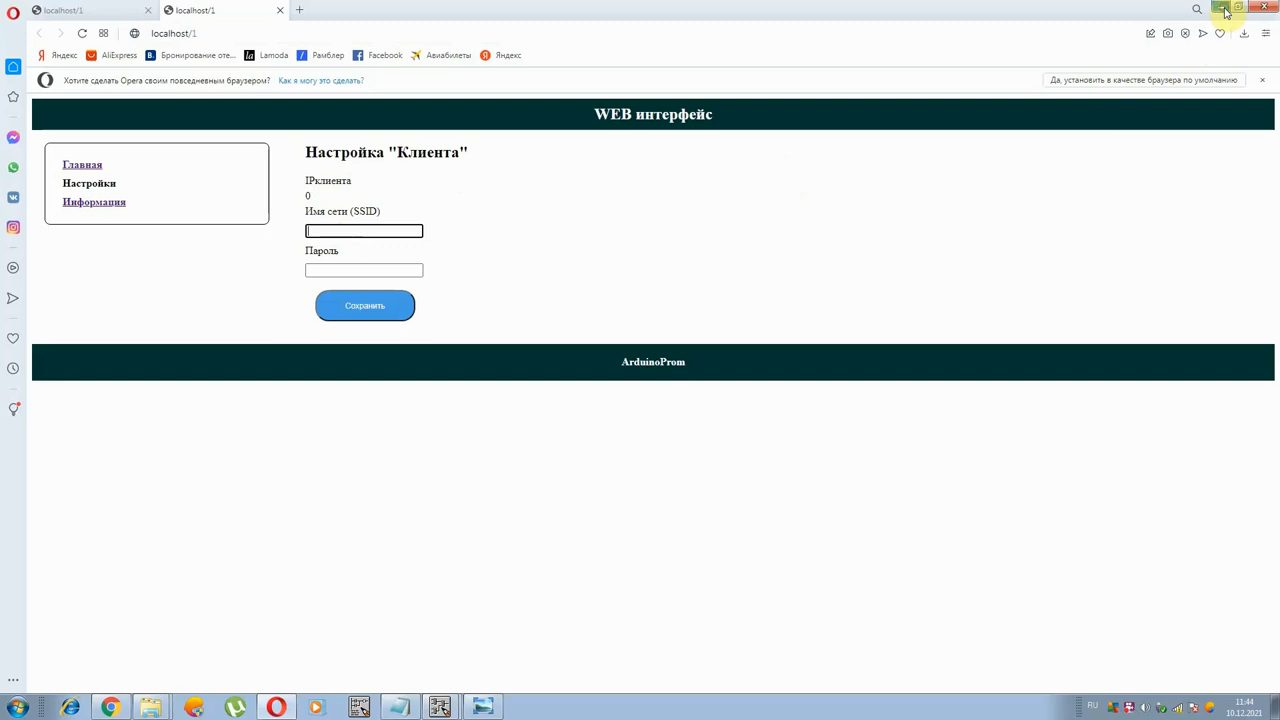 localhost/1
localhost/1
localhost/1
Яндекс
AliExpress
Бронирование оте...
Lamoda
Рамблер
Facebook
Авиабилеты
Яндекс
Хотите сделать Opera своим повседневным браузером? Как я могу это сделать?
Да, установить в качестве браузера по умолчанию
WEB интерфейс
Главная
Настройки
Информация
Настройка "Клиента"
IPклиента
0
Имя сети (SSID)
Пароль
Сохранить
ArduinoProm
RU
11:44
10.12.2021